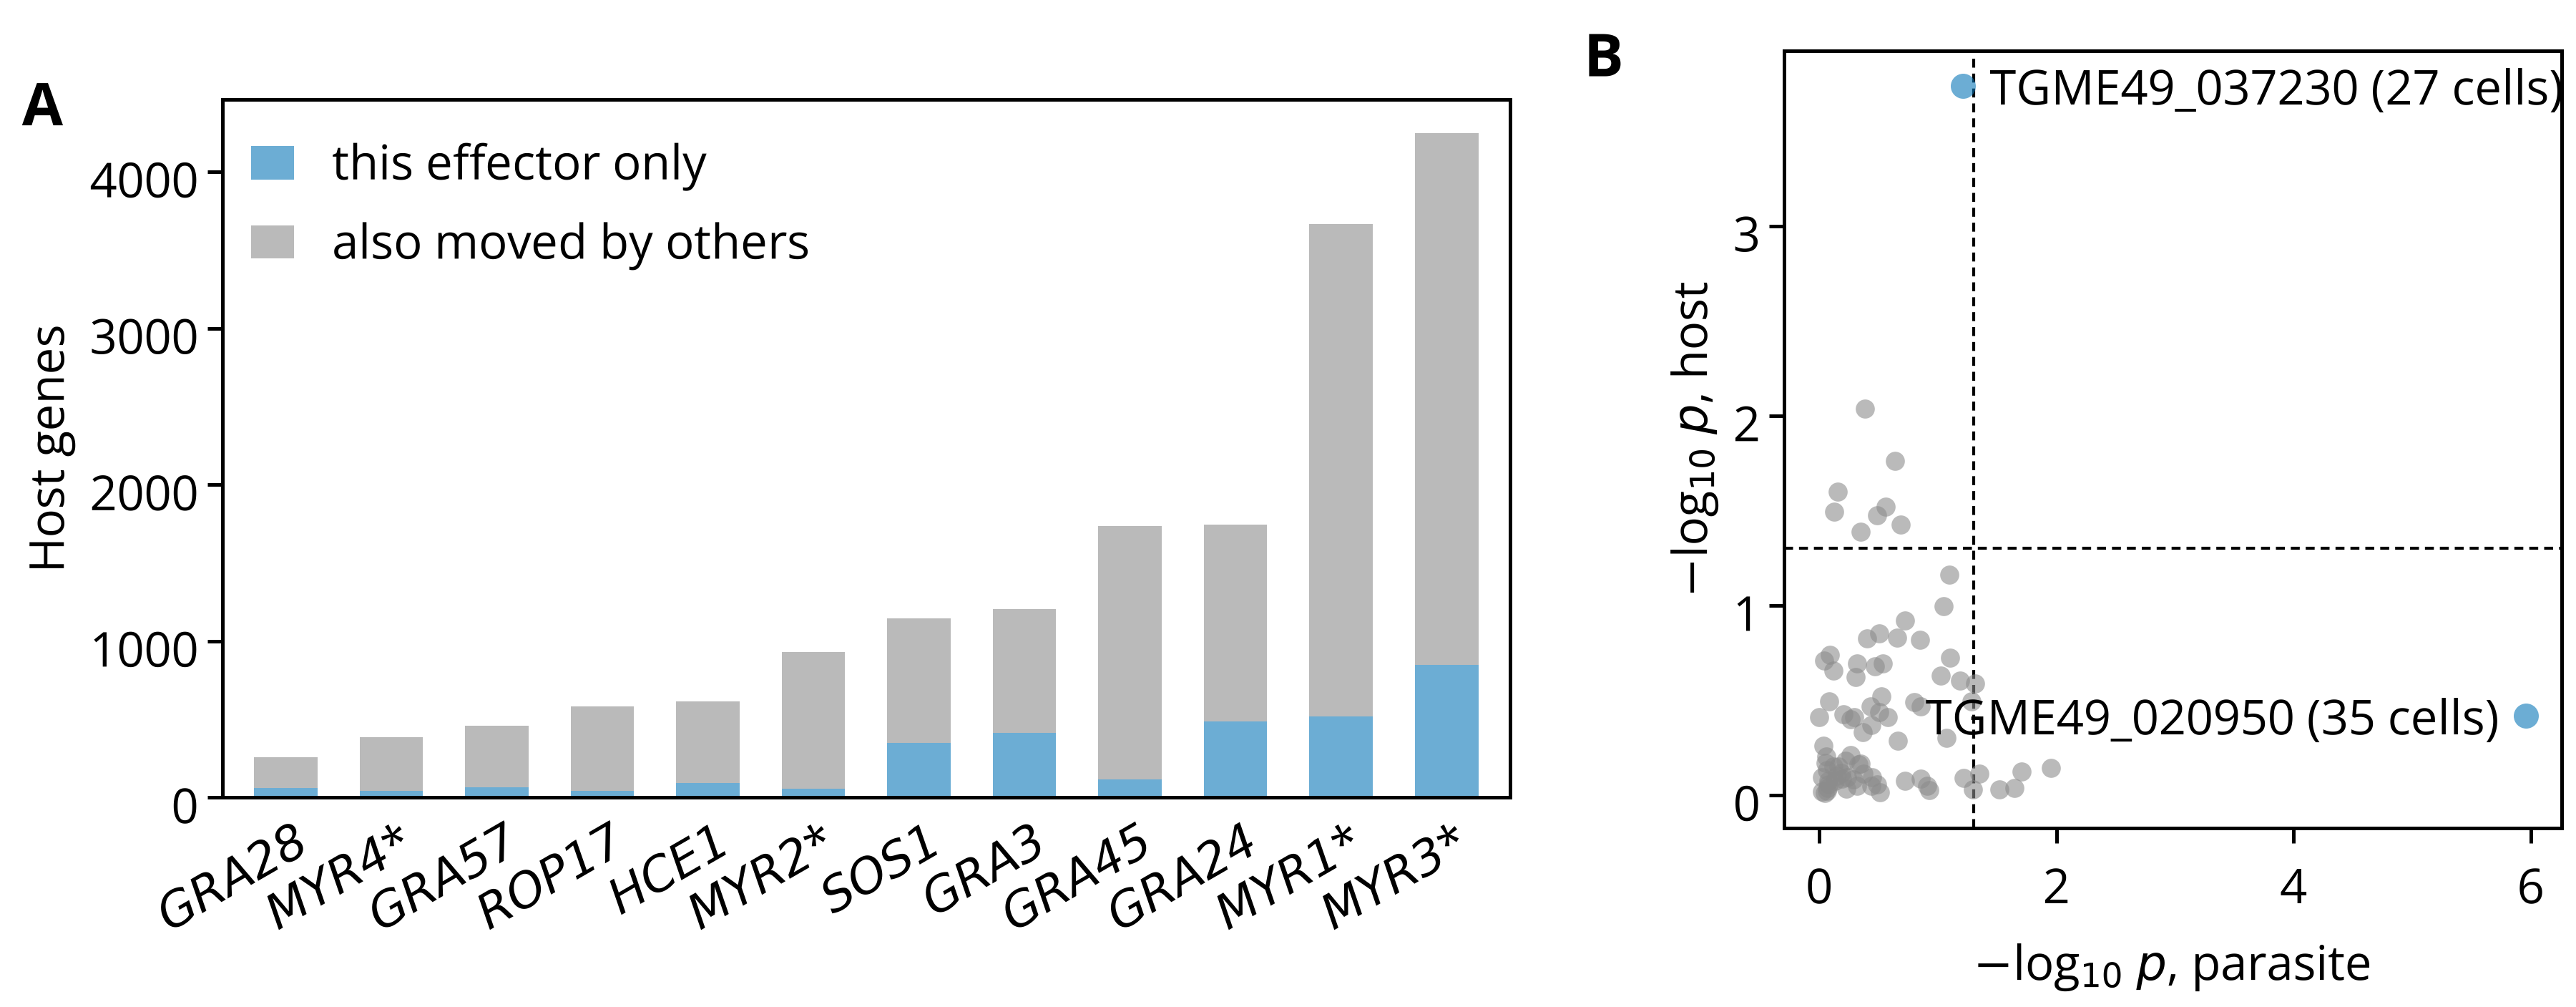 A
Host genes
4000
3000
2000
1000
0
this effector only
also moved by others
GRA28
MYR4*
GRA57
ROP17
HCE1
MYR2*
SOS1
GRA3
GRA45
GRA24
MYR1*
MYR3*
B
−log₁₀ p, host
3
2
1
0
TGME49_037230 (27 cells)
TGME49_020950 (35 cells)
0 2 4 6
−log₁₀ p, parasite